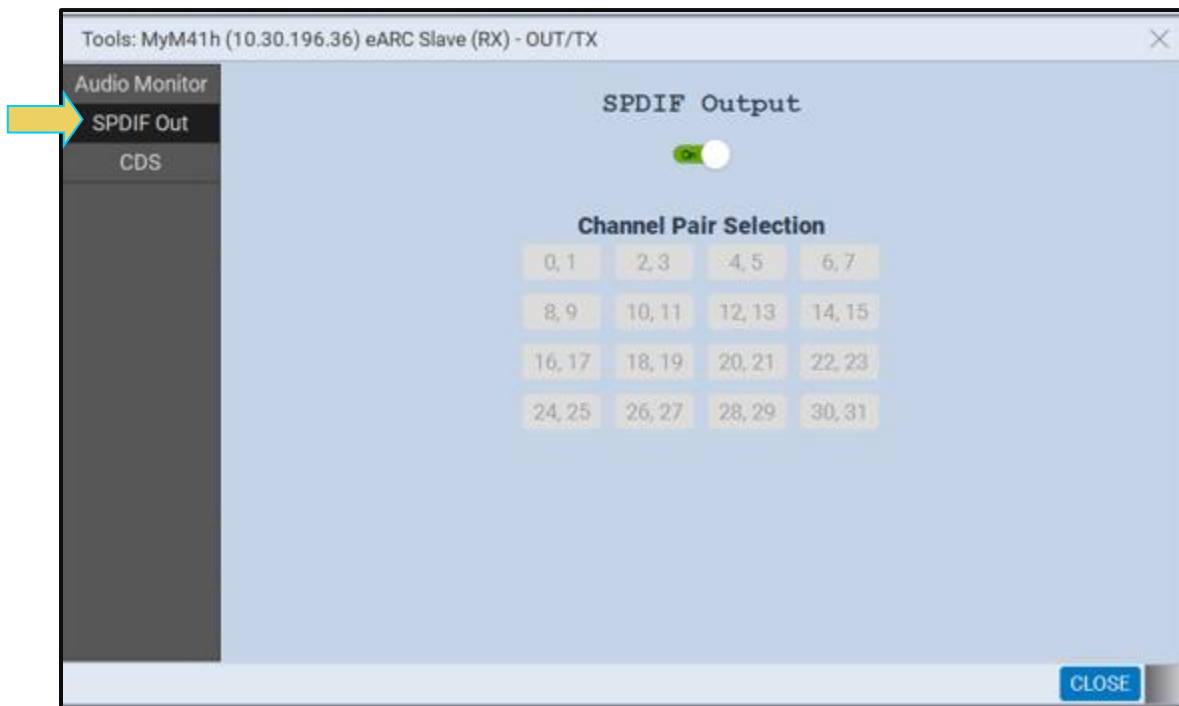 Tools: MyM41h (10.30.196.36) eARC Slave (RX) - OUT/TX
Audio Monitor
SPDIF Out
CDS
SPDIF Output
On
Channel Pair Selection
0, 1 2, 3 4, 5 6, 7
8, 9 10, 11 12, 13 14, 15
16, 17 18, 19 20, 21 22, 23
24, 25 26, 27 28, 29 30, 31
CLOSE